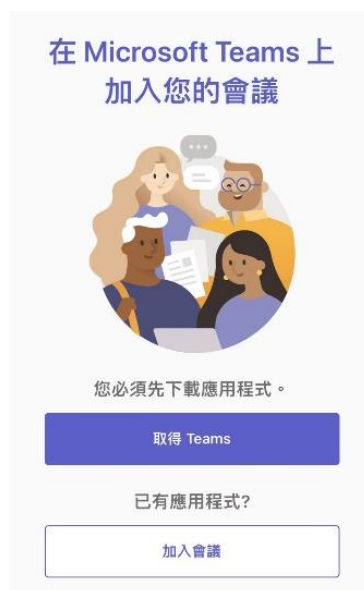 在 Microsoft Teams 上
加入您的會議
您必須先下載應用程式。
取得 Teams
已有應用程式?
加入會議